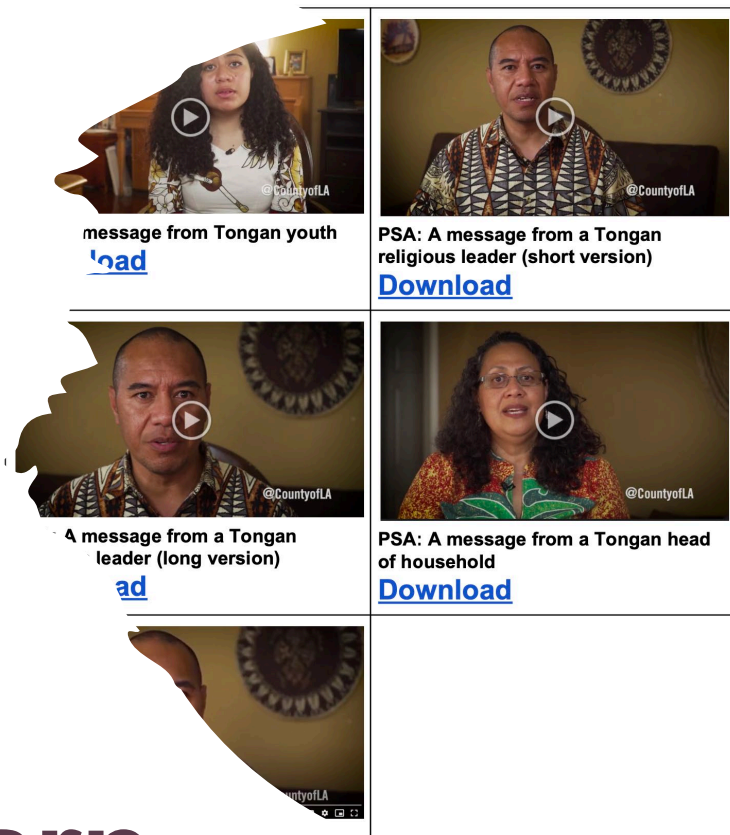 @CountyofLA
message from Tongan youth
@CountyofLA
PSA: A message from a Tongan
religious leader (short version)
Download
@CountyofLA
A message from a Tongan
leader (long version)
@CountyofLA
PSA: A message from a Tongan head
of household
Download